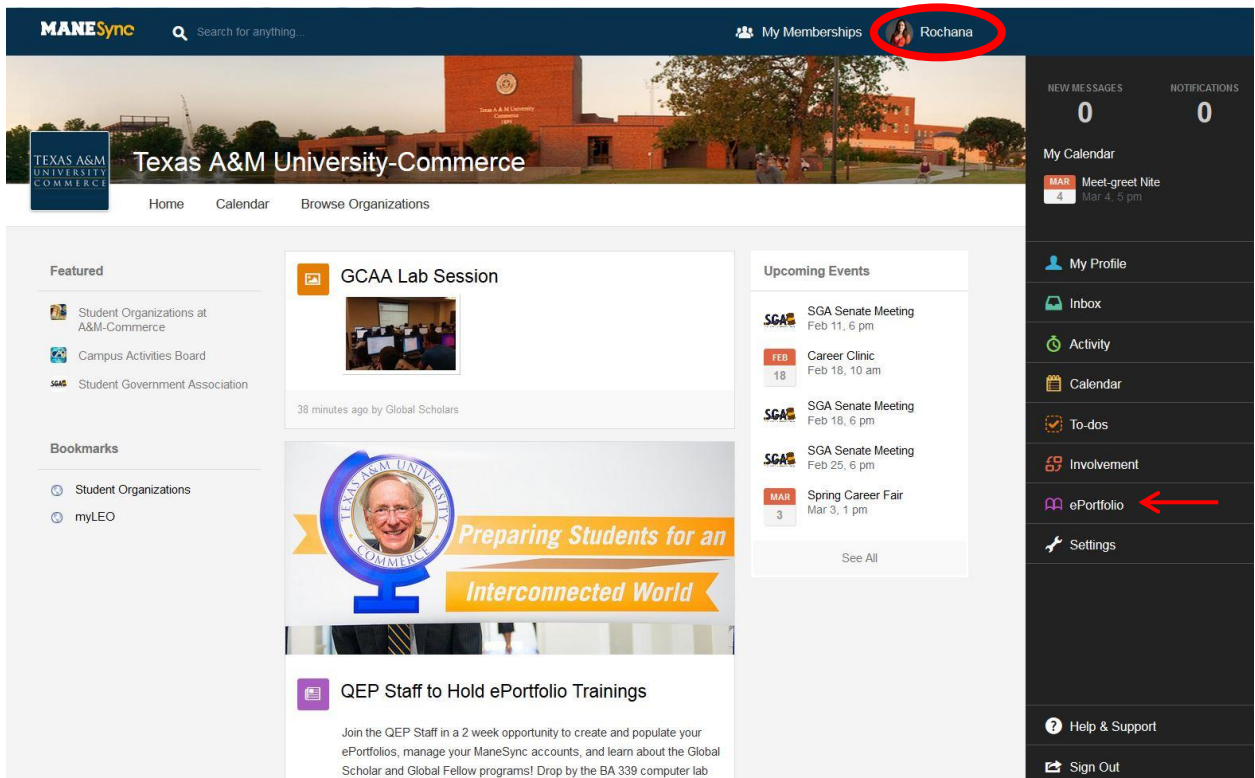 MANESync
Search for anything...
My Memberships
Rochana
Texas A&M University-Commerce
TEXAS A&M
UNIVERSITY
COMMERCE
Home
Calendar
Browse Organizations
Featured
Student Organizations at
A&M-Commerce
Campus Activities Board
SGA
Student Government Association
Bookmarks
Student Organizations
myLEO
GCAA Lab Session
38 minutes ago by Global Scholars
TEXAS A&M UNIVERSITY
COMMERCE
Preparing Students for an
Interconnected World
QEP Staff to Hold ePortfolio Trainings
Join the QEP Staff in a 2 week opportunity to create and populate your
ePortfolios, manage your ManeSync accounts, and learn about the Global
Scholar and Global Fellow programs! Drop by the BA 339 computer lab
Upcoming Events
SGA
SGA Senate Meeting
Feb 11, 6 pm
FEB
18
Career Clinic
Feb 18, 10 am
SGA
SGA Senate Meeting
Feb 18, 6 pm
SGA
SGA Senate Meeting
Feb 25, 6 pm
MAR
3
Spring Career Fair
Mar 3, 1 pm
See All
NEW MESSAGES
0
NOTIFICATIONS
0
My Calendar
MAR
4
Meet-greet Nite
Mar 4, 5 pm
My Profile
Inbox
Activity
Calendar
To-dos
Involvement
ePortfolio
Settings
Help & Support
Sign Out